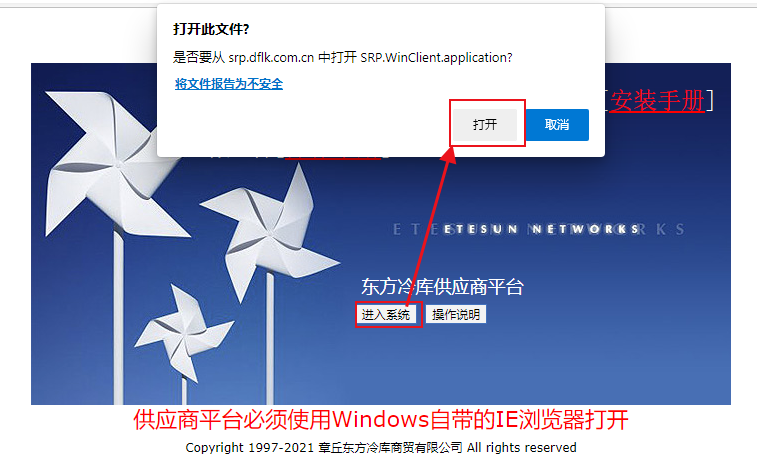 打开此文件?
是否要从 srp.dflk.com.cn 中打开 SRP.WinClient.application?
将文件报告为不安全
打开
取消
[安装手册]
ETESUN NETWORKS
东方冷库供应商平台
进入系统
操作说明
供应商平台必须使用Windows自带的IE浏览器打开
Copyright 1997-2021 章丘东方冷库商贸有限公司 All rights reserved